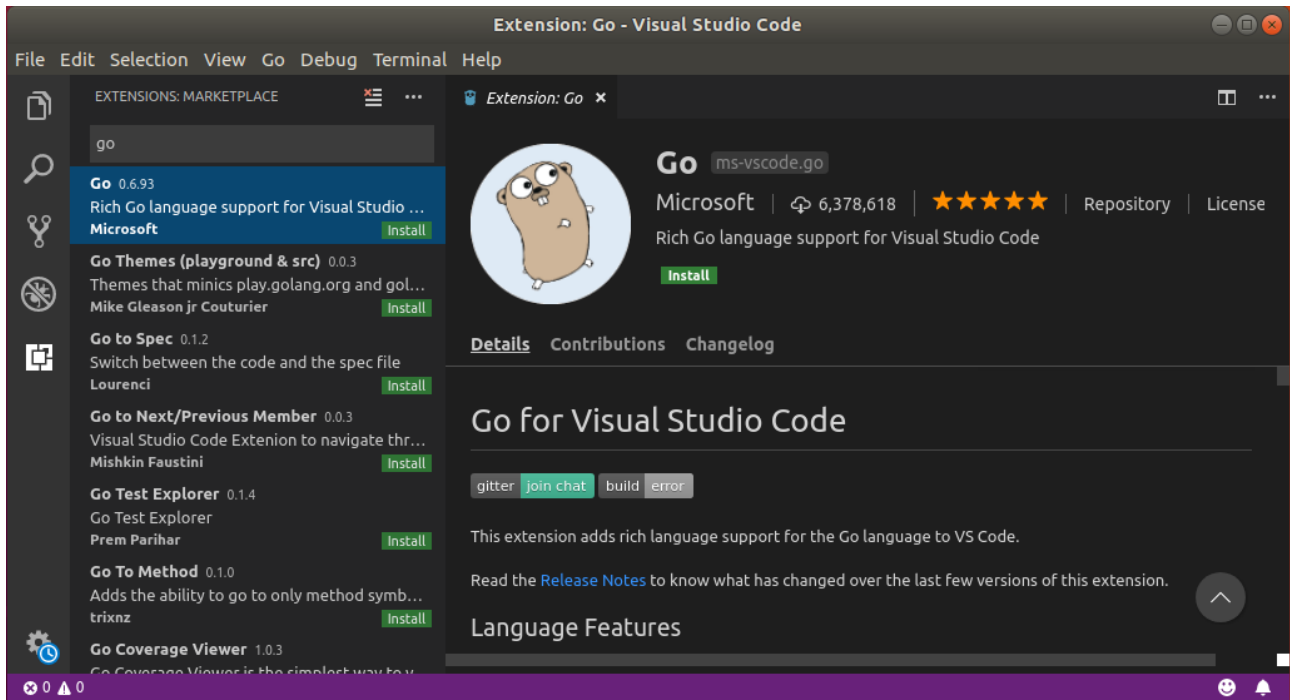 Extension: Go - Visual Studio Code
File Edit Selection View Go Debug Terminal Help
EXTENSIONS: MARKETPLACE
go
Go 0.6.93
Rich Go language support for Visual Studio ...
Microsoft Install
Go Themes (playground & src) 0.0.3
Themes that minics play.golang.org and gol...
Mike Gleason jr Couturier Install
Go to Spec 0.1.2
Switch between the code and the spec file
Lourenci Install
Go to Next/Previous Member 0.0.3
Visual Studio Code Extenion to navigate thr...
Mishkin Faustini Install
Go Test Explorer 0.1.4
Go Test Explorer
Prem Parihar Install
Go To Method 0.1.0
Adds the ability to go to only method symb...
trixnz Install
Go Coverage Viewer 1.0.3
Go Coverage Viewer is the simplest way to v...
Extension: Go
Go ms-vscode.go
Microsoft 6,378,618 Repository License
Rich Go language support for Visual Studio Code
Install
Details Contributions Changelog
Go for Visual Studio Code
gitter join chat build error
This extension adds rich language support for the Go language to VS Code.
Read the Release Notes to know what has changed over the last few versions of this extension.
Language Features
0 0